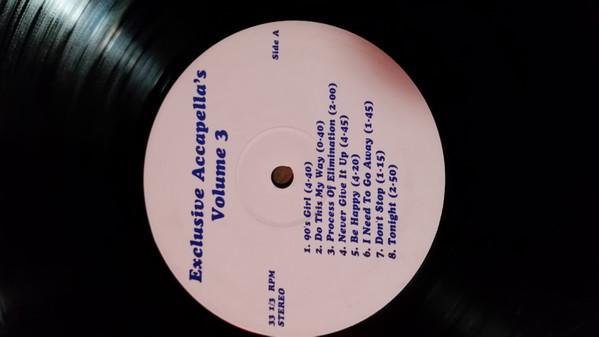 Exclusive Accapella's
Volume 3
Side A
33 1/3 RPM
STEREO
1. 90's Girl (4-40)
2. Do This My Way (0-40)
3. Process Of Elimination (2-00)
4. Never Give It Up (4-45)
5. Be Happy (4-20)
6. I Need To Go Away (1-45)
7. Don't Stop (1-15)
8. Tonight (2-50)